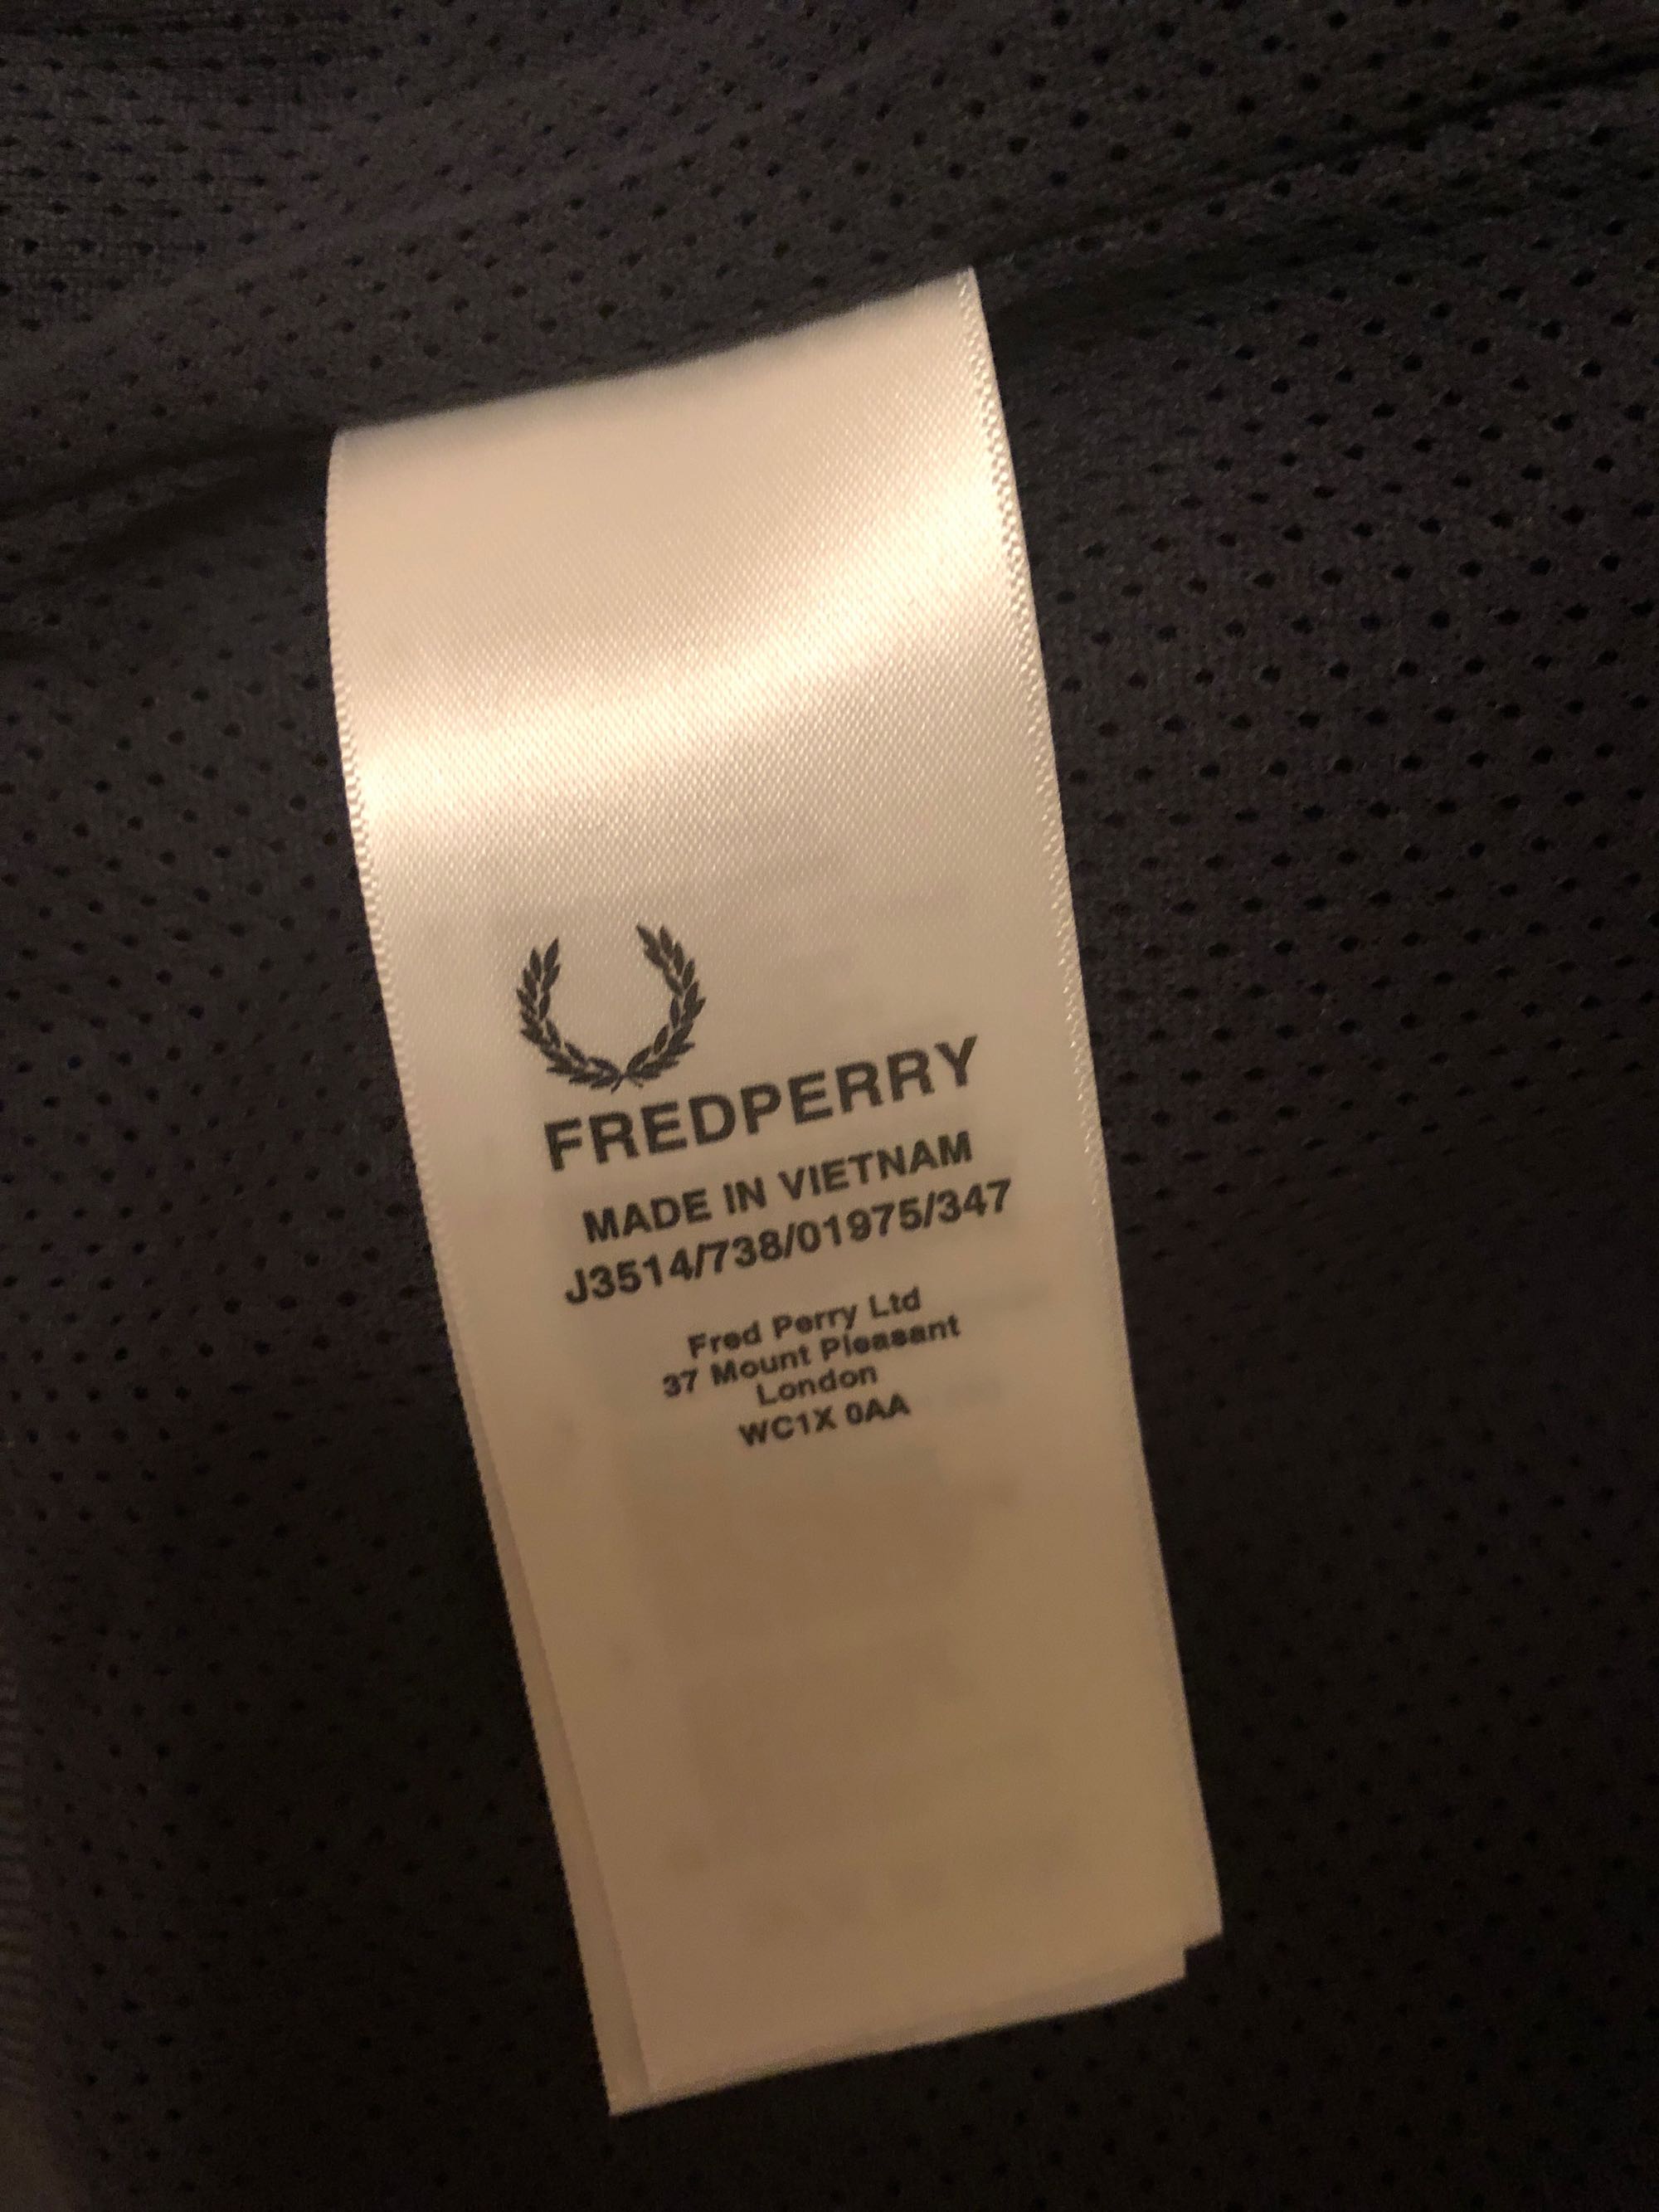 FREDPERRY
MADE IN VIETNAM
J3514/738/01975/347
Fred Perry Ltd
37 Mount Pleasant
London
WC1X 0AA